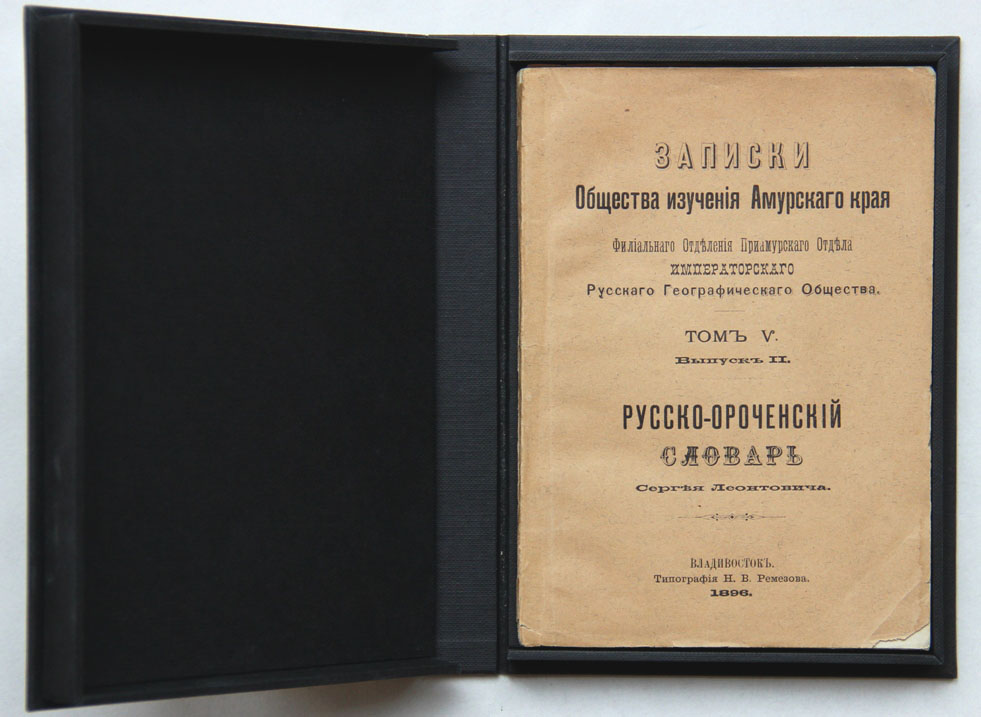 ЗАПИСКИ
Общества изученія Амурскаго края
Филіальнаго Отдѣленія Приамурскаго Отдѣла
ИМПЕРАТОРСКАГО
Русскаго Географическаго Общества.
ТОМЪ V.
Выпускъ II.
РУССКО-ОРОЧЕНСКІЙ
СЛОВАРЬ
Сергѣя Леонтовича.
ВЛАДИВОСТОКЪ.
Типографія Н. В. Ремезова.
1896.